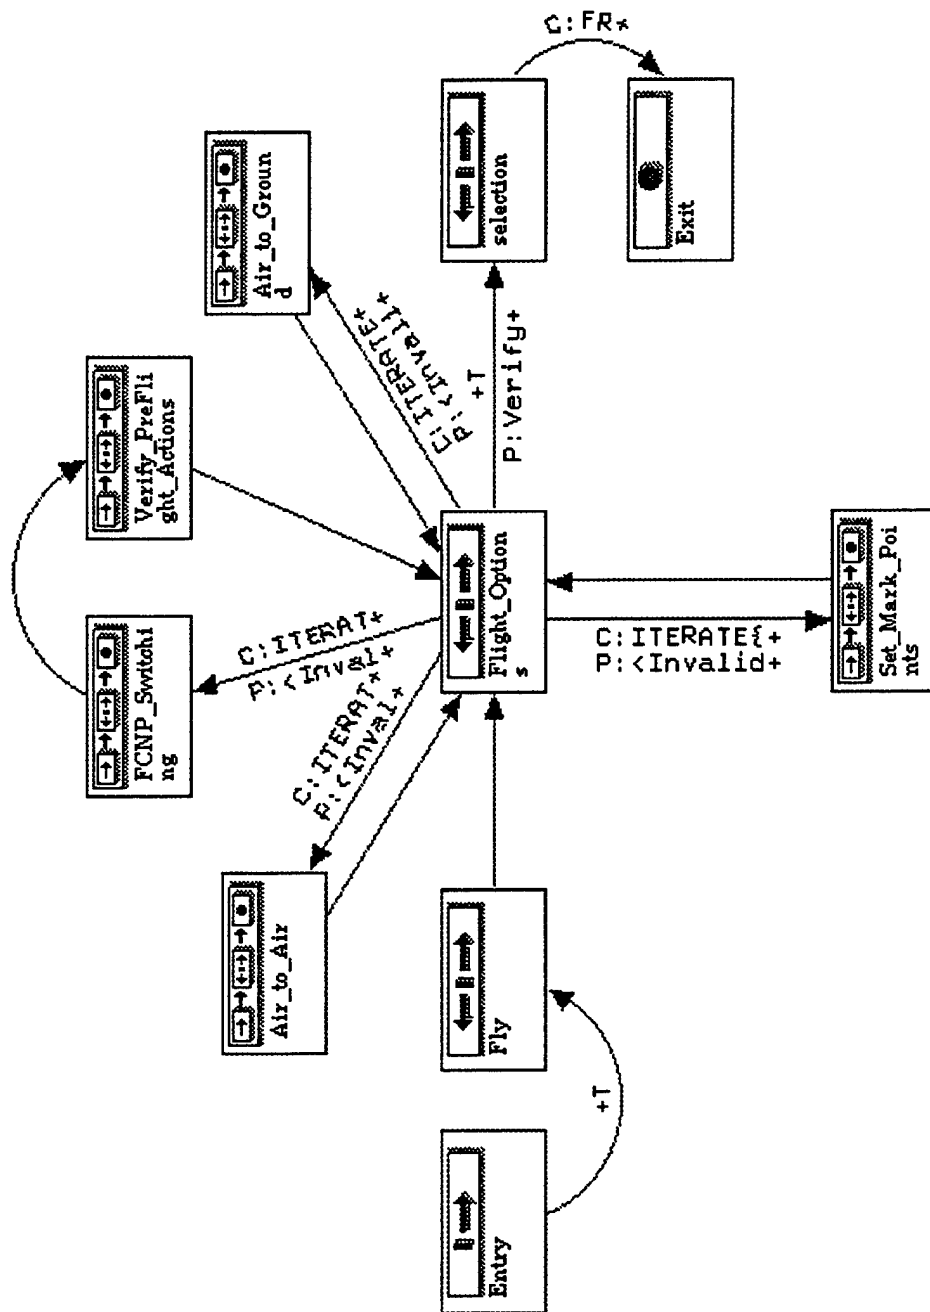 Entry
+T
Fly
Air_to_Air
C:ITERAT*
P:<Inval+
FCNP_Switchi
ng
C:ITERAT+
P:<Inval+
Verify_PreFli
ght_Actions
Flight_Option
s
C:ITERATE{+
P:<Invalid+
Set_Mark_Poi
nts
Air_to_Groun
d
C:ITERATE+
P:<Invali+
+T
P:Verify+
selection
C:FR*
Exit